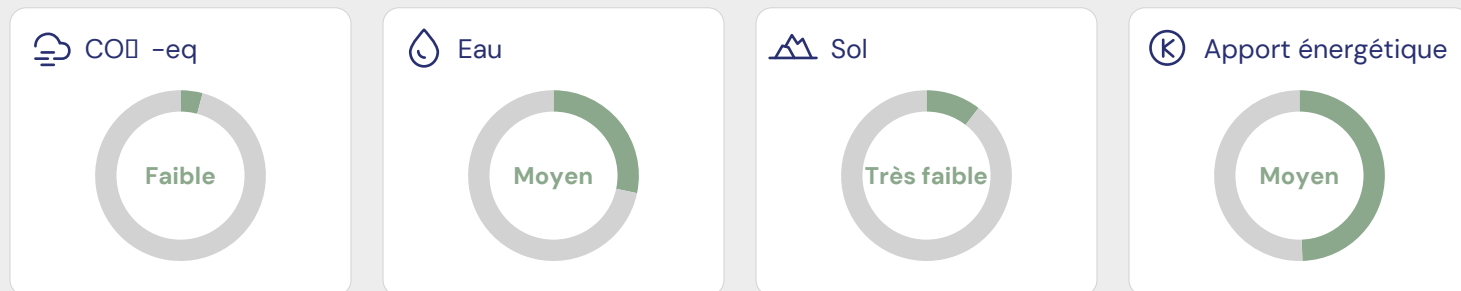 CO▯ -eq
Eau
Sol
Apport énergétique
Faible
Moyen
Très faible
Moyen